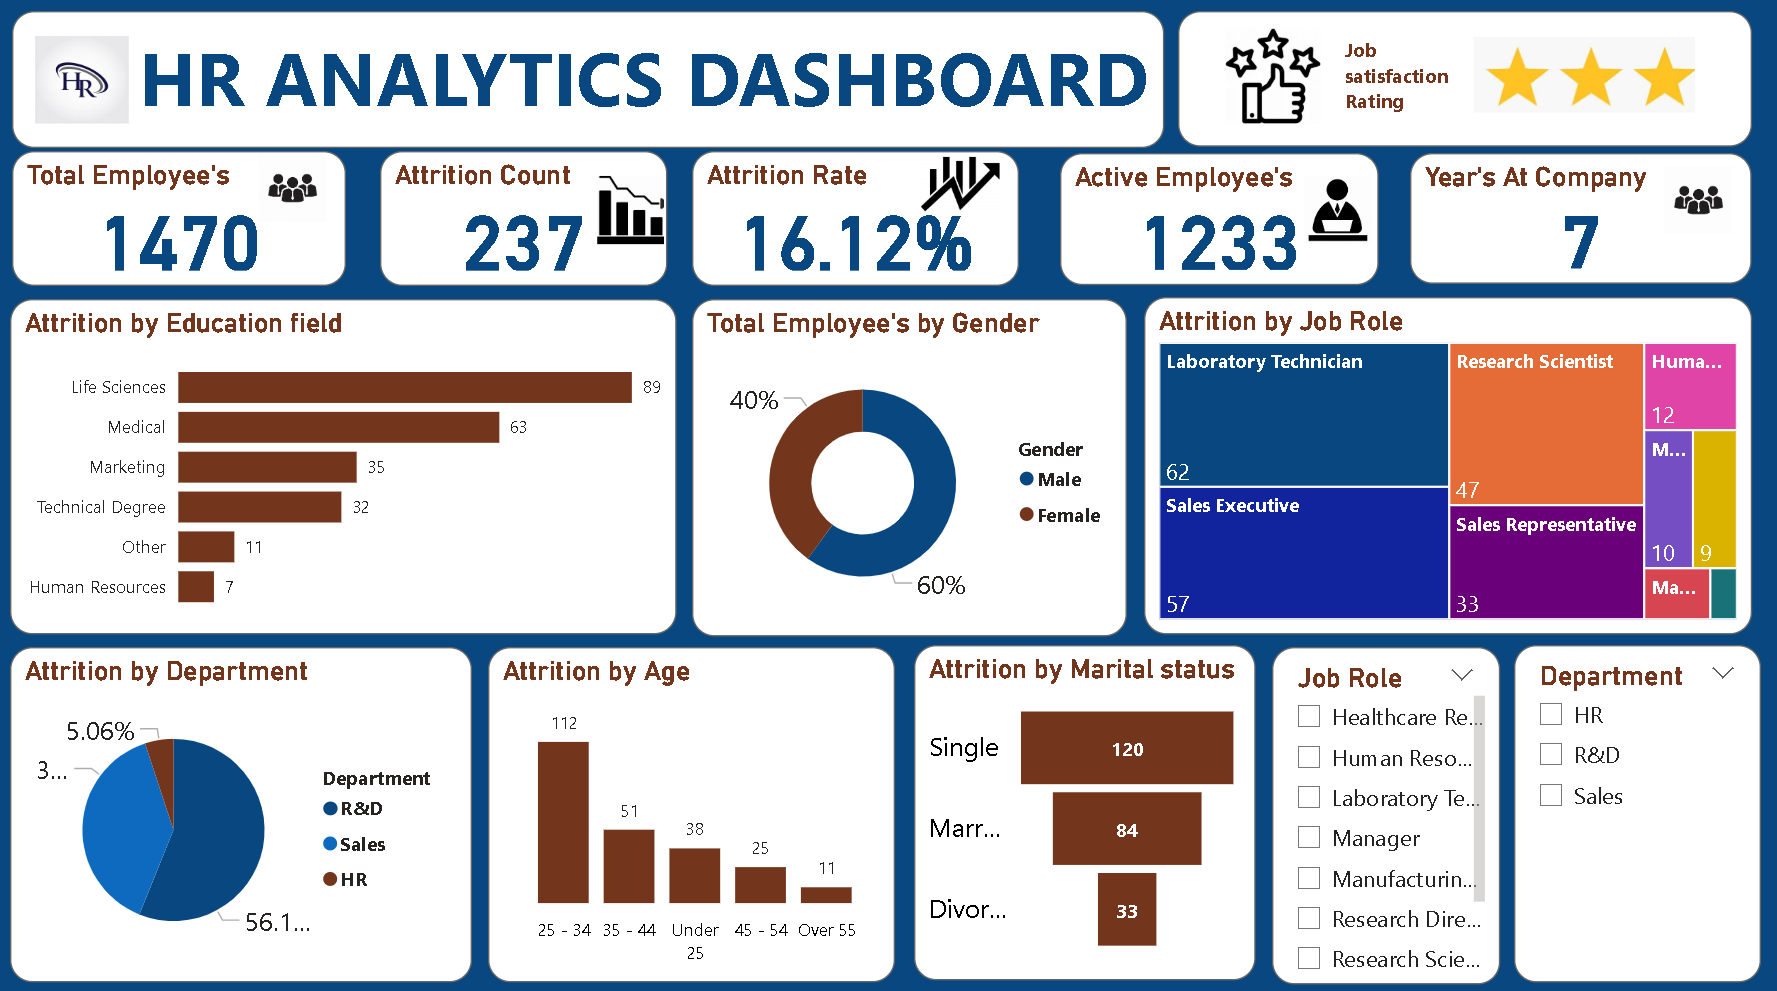 HR
HR ANALYTICS DASHBOARD
Job
satisfaction
Rating
Total Employee's
1470
Attrition Count
237
Attrition Rate
16.12%
Active Employee's
1233
Year's At Company
7
Attrition by Education field
Life Sciences 89
Medical 63
Marketing 35
Technical Degree 32
Other 11
Human Resources 7
Total Employee's by Gender
40%
60%
Gender
Male
Female
Attrition by Job Role
Laboratory Technician
62
Sales Executive
57
Research Scientist
47
Sales Representative
33
Huma...
12
M...
10
9
Ma...
Attrition by Department
5.06%
3...
56.1...
Department
R&D
Sales
HR
Attrition by Age
112
51
38
25
11
25 - 34 35 - 44 Under 45 - 54 Over 55
25
Attrition by Marital status
Single 120
Marr... 84
Divor... 33
Job Role
Healthcare Re...
Human Reso...
Laboratory Te...
Manager
Manufacturin...
Research Dire...
Research Scie...
Department
HR
R&D
Sales